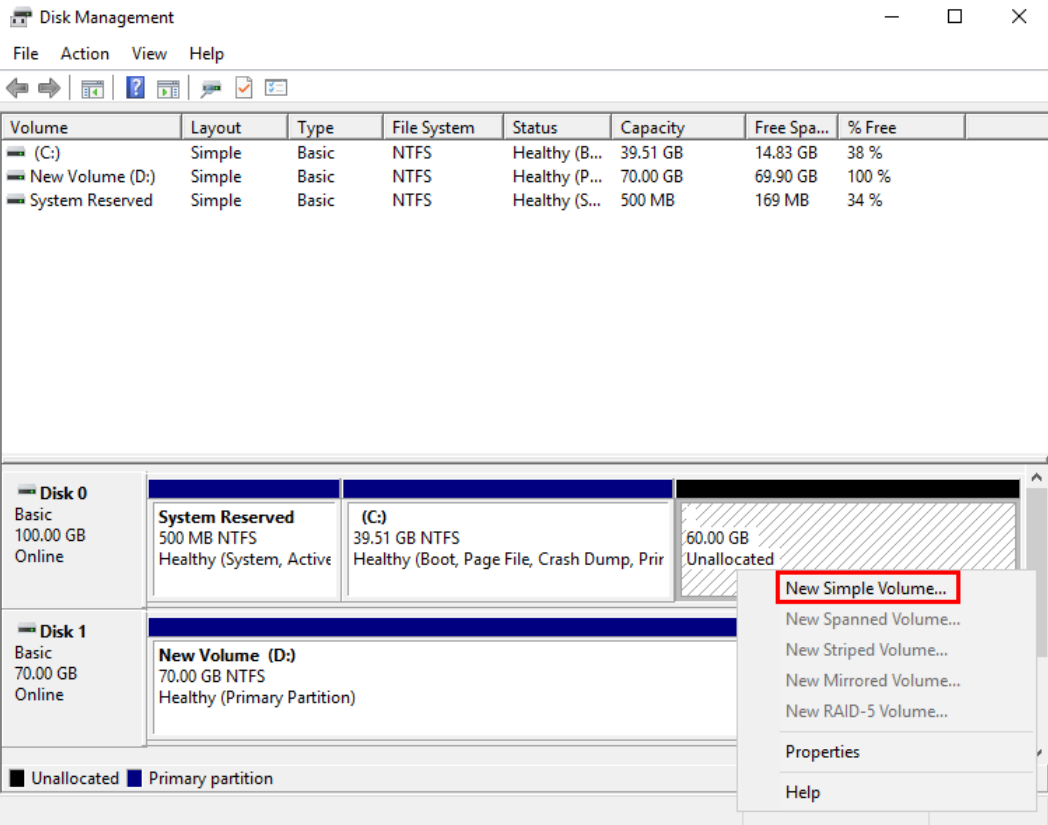 Disk Management
File Action View Help
Volume Layout Type File System Status Capacity Free Spa... % Free
(C:) Simple Basic NTFS Healthy (B... 39.51 GB 14.83 GB 38 %
New Volume (D:) Simple Basic NTFS Healthy (P... 70.00 GB 69.90 GB 100 %
System Reserved Simple Basic NTFS Healthy (S... 500 MB 169 MB 34 %
Disk 0
Basic
100.00 GB
Online
System Reserved
500 MB NTFS
Healthy (System, Active
(C:)
39.51 GB NTFS
Healthy (Boot, Page File, Crash Dump, Prir
60.00 GB
Unallocated
New Simple Volume...
New Spanned Volume...
New Striped Volume...
New Mirrored Volume...
New RAID-5 Volume...
Properties
Help
Disk 1
Basic
70.00 GB
Online
New Volume (D:)
70.00 GB NTFS
Healthy (Primary Partition)
Unallocated Primary partition